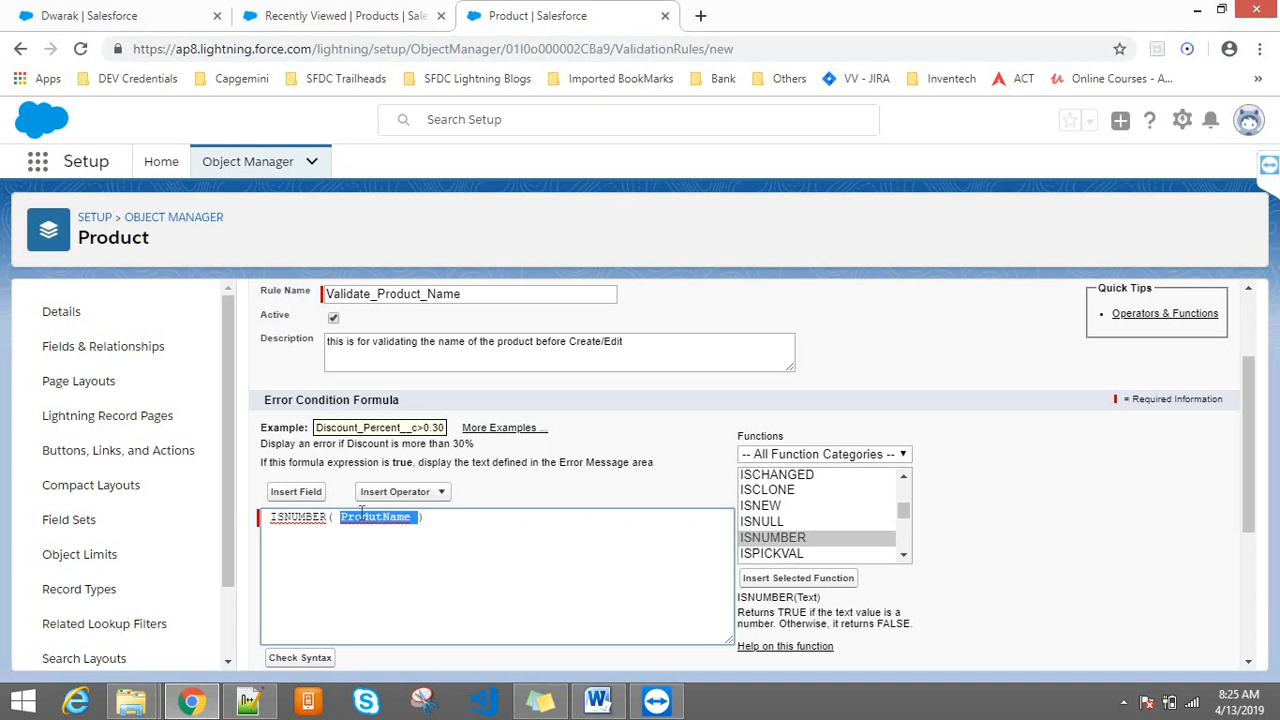 Dwarak | Salesforce
Recently Viewed | Products | Sale
Product | Salesforce
https://ap8.lightning.force.com/lightning/setup/ObjectManager/01I0o000002CBa9/ValidationRules/new
Apps
DEV Credentials
Capgemini
SFDC Trailheads
SFDC Lightning Blogs
Imported BookMarks
Bank
Others
VV - JIRA
Inventech
ACT
Online Courses - A...
Search Setup
Setup
Home
Object Manager
SETUP > OBJECT MANAGER
Product
Details
Fields & Relationships
Page Layouts
Lightning Record Pages
Buttons, Links, and Actions
Compact Layouts
Field Sets
Object Limits
Record Types
Related Lookup Filters
Search Layouts
Rule Name
Validate_Product_Name
Active
Description
this is for validating the name of the product before Create/Edit
Quick Tips
• Operators & Functions
Error Condition Formula
= Required Information
Example:
Discount_Percent__c>0.30
More Examples ...
Display an error if Discount is more than 30%
If this formula expression is true, display the text defined in the Error Message area
Insert Field
Insert Operator
ISNUMBER( ProdutName )
Check Syntax
Functions
-- All Function Categories --
ISCHANGED
ISCLONE
ISNEW
ISNULL
ISNUMBER
ISPICKVAL
Insert Selected Function
ISNUMBER(Text)
Returns TRUE if the text value is a
number. Otherwise, it returns FALSE.
Help on this function
8:25 AM
4/13/2019